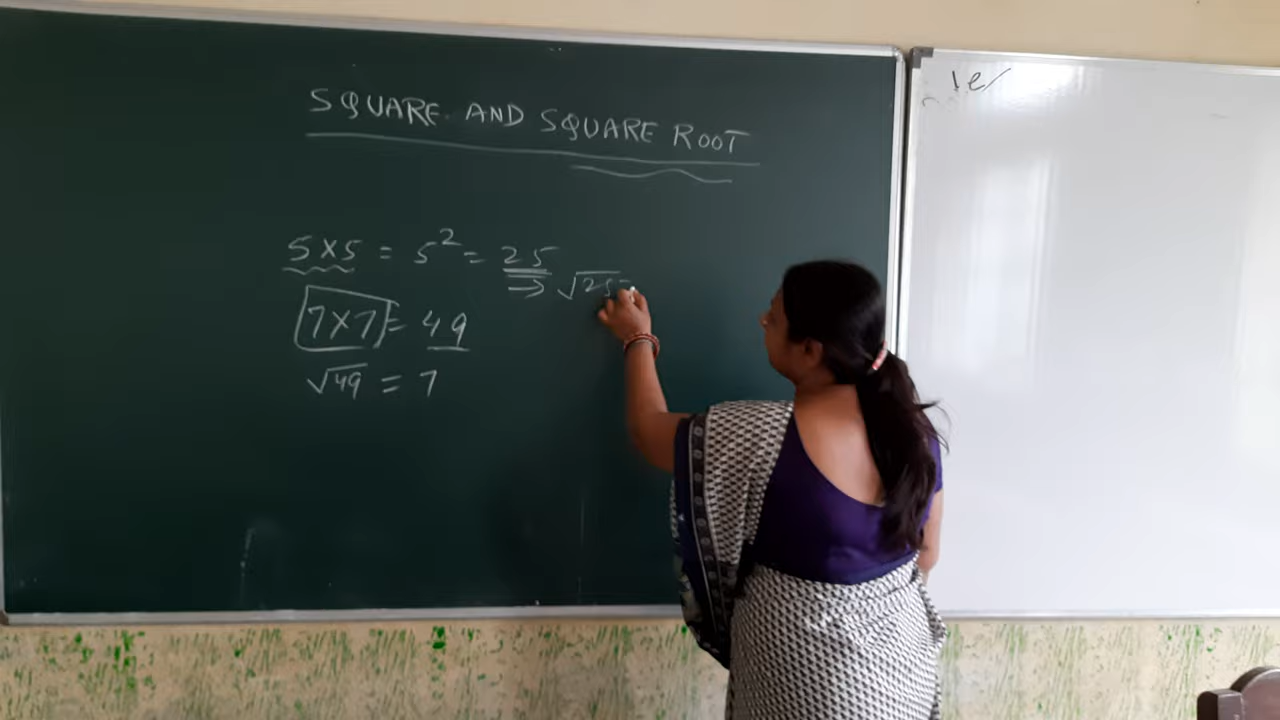 SQUARE AND SQUARE ROOT
5×5 = 5² = 25
⇒ √25 =
7×7 = 49
√49 = 7